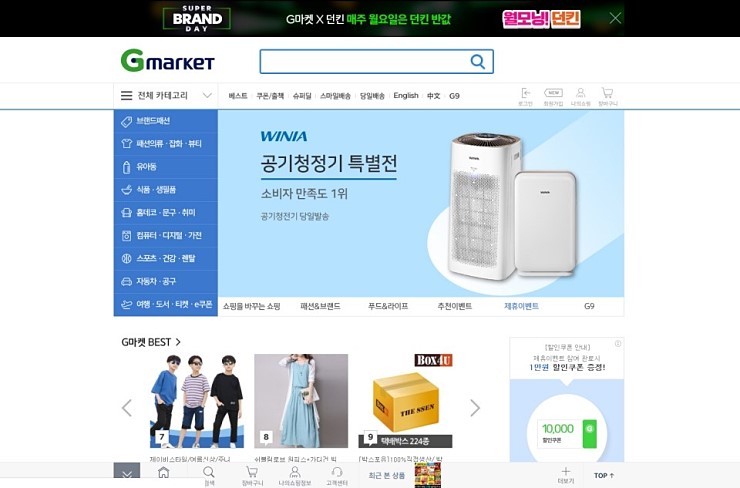 SUPER
BRAND
DAY
G마켓 X 던킨 매주 월요일은 던킨 반값
월모닝! 던킨
Gmarket
전체 카테고리
베스트 쿠폰/출첵 슈퍼딜 스마일배송 당일배송 English 中文 G9
로그인 회원가입 나의쇼핑 장바구니
NEW
브랜드패션
패션의류 · 잡화 · 뷰티
유아동
식품 · 생필품
홈데코 · 문구 · 취미
컴퓨터 · 디지털 · 가전
스포츠 · 건강 · 렌탈
자동차 · 공구
여행 · 도서 · 티켓 · e쿠폰
WINIA
공기청정기 특별전
소비자 만족도 1위
공기청전기 당일발송
쇼핑을 바꾸는 쇼핑 패션&브랜드 푸드&라이프 추천이벤트 제휴이벤트 G9
G마켓 BEST
7
8
9
BOX4U
THE SSEN
택배박스 224종
제이비스타일/여름신상/주니
쉬블링로브 원피스+가디건 빅
[박스포유]100%직접생산/ 박
[할인쿠폰 안내]
제휴이벤트 참여 완료시
1만원 할인쿠폰 증정!
10,000
할인쿠폰
검색 장바구니 나의쇼핑정보 고객센터
최근 본 상품
더보기
TOP